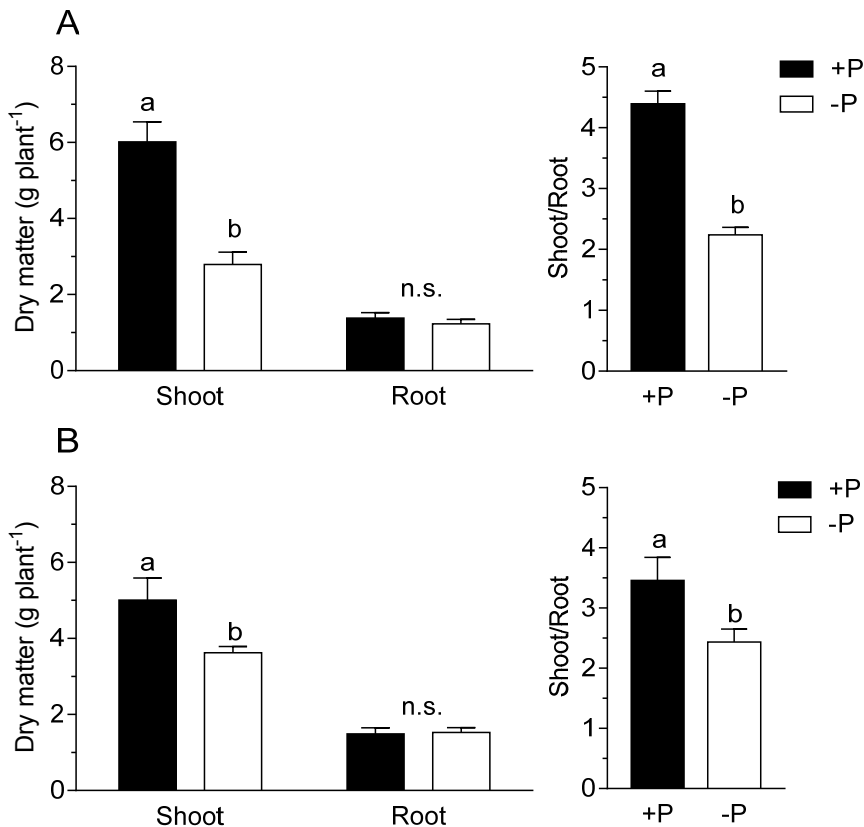 A
Dry matter (g plant⁻¹)
8
6
4
2
0
a
b
n.s.
Shoot
Root
Shoot/Root
5
4
3
2
1
0
a
b
+P
-P
+P
-P
B
Dry matter (g plant⁻¹)
8
6
4
2
0
a
b
n.s.
Shoot
Root
Shoot/Root
5
4
3
2
1
0
a
b
+P
-P
+P
-P